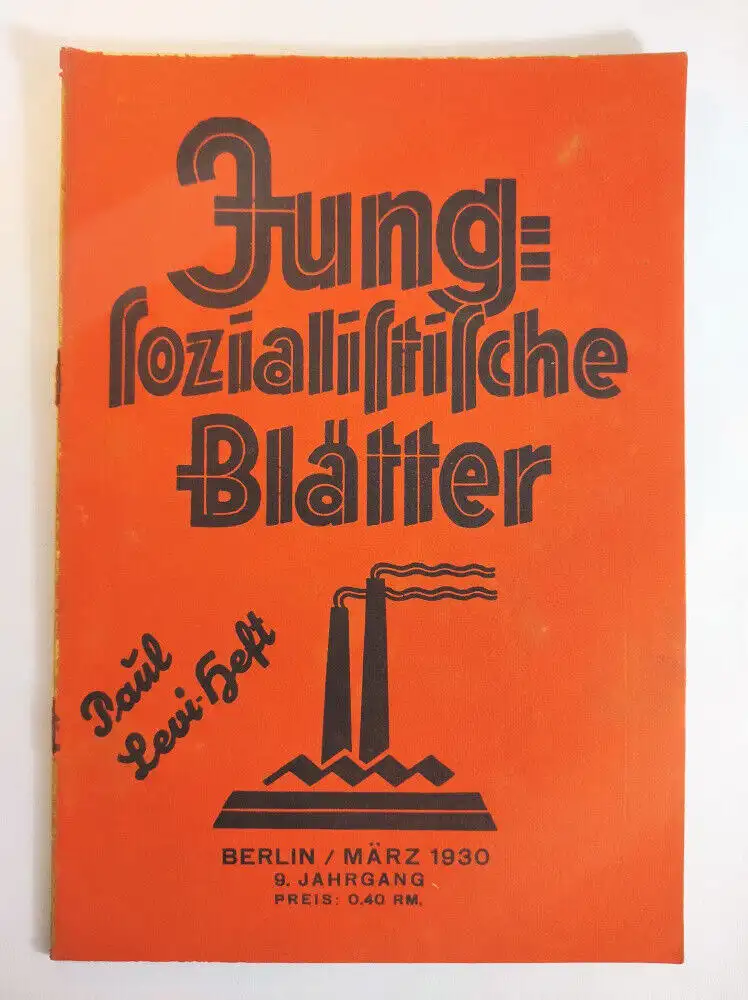 Jung=
ſozialiſtiſche
Blätter
Paul
Levi-Heft
BERLIN / MÄRZ 1930
9. JAHRGANG
PREIS: 0.40 RM.